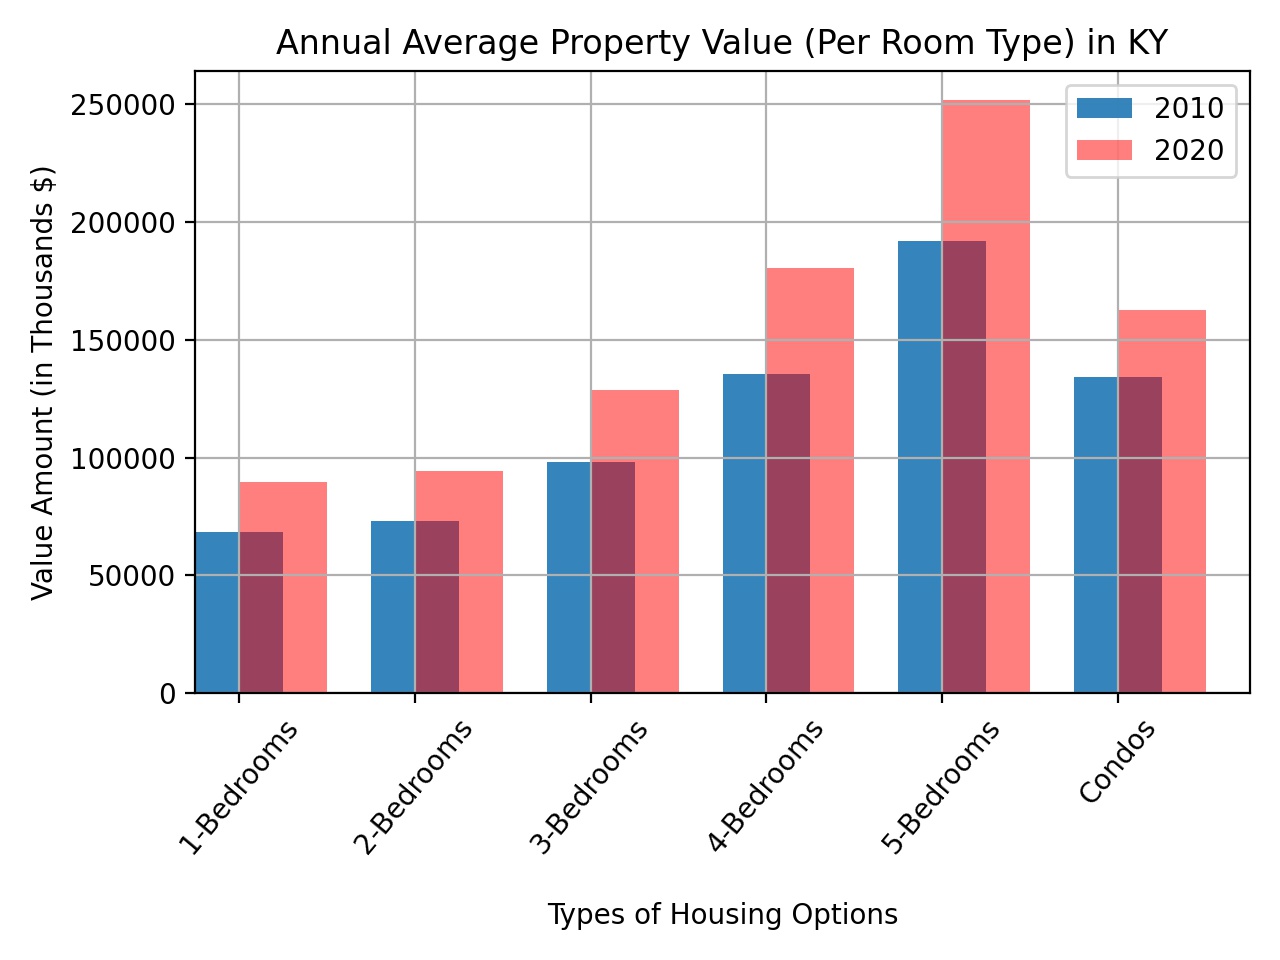 Annual Average Property Value (Per Room Type) in KY
250000
200000
150000
100000
50000
0
Value Amount (in Thousands $)
2010
2020
1-Bedrooms
2-Bedrooms
3-Bedrooms
4-Bedrooms
5-Bedrooms
Condos
Types of Housing Options